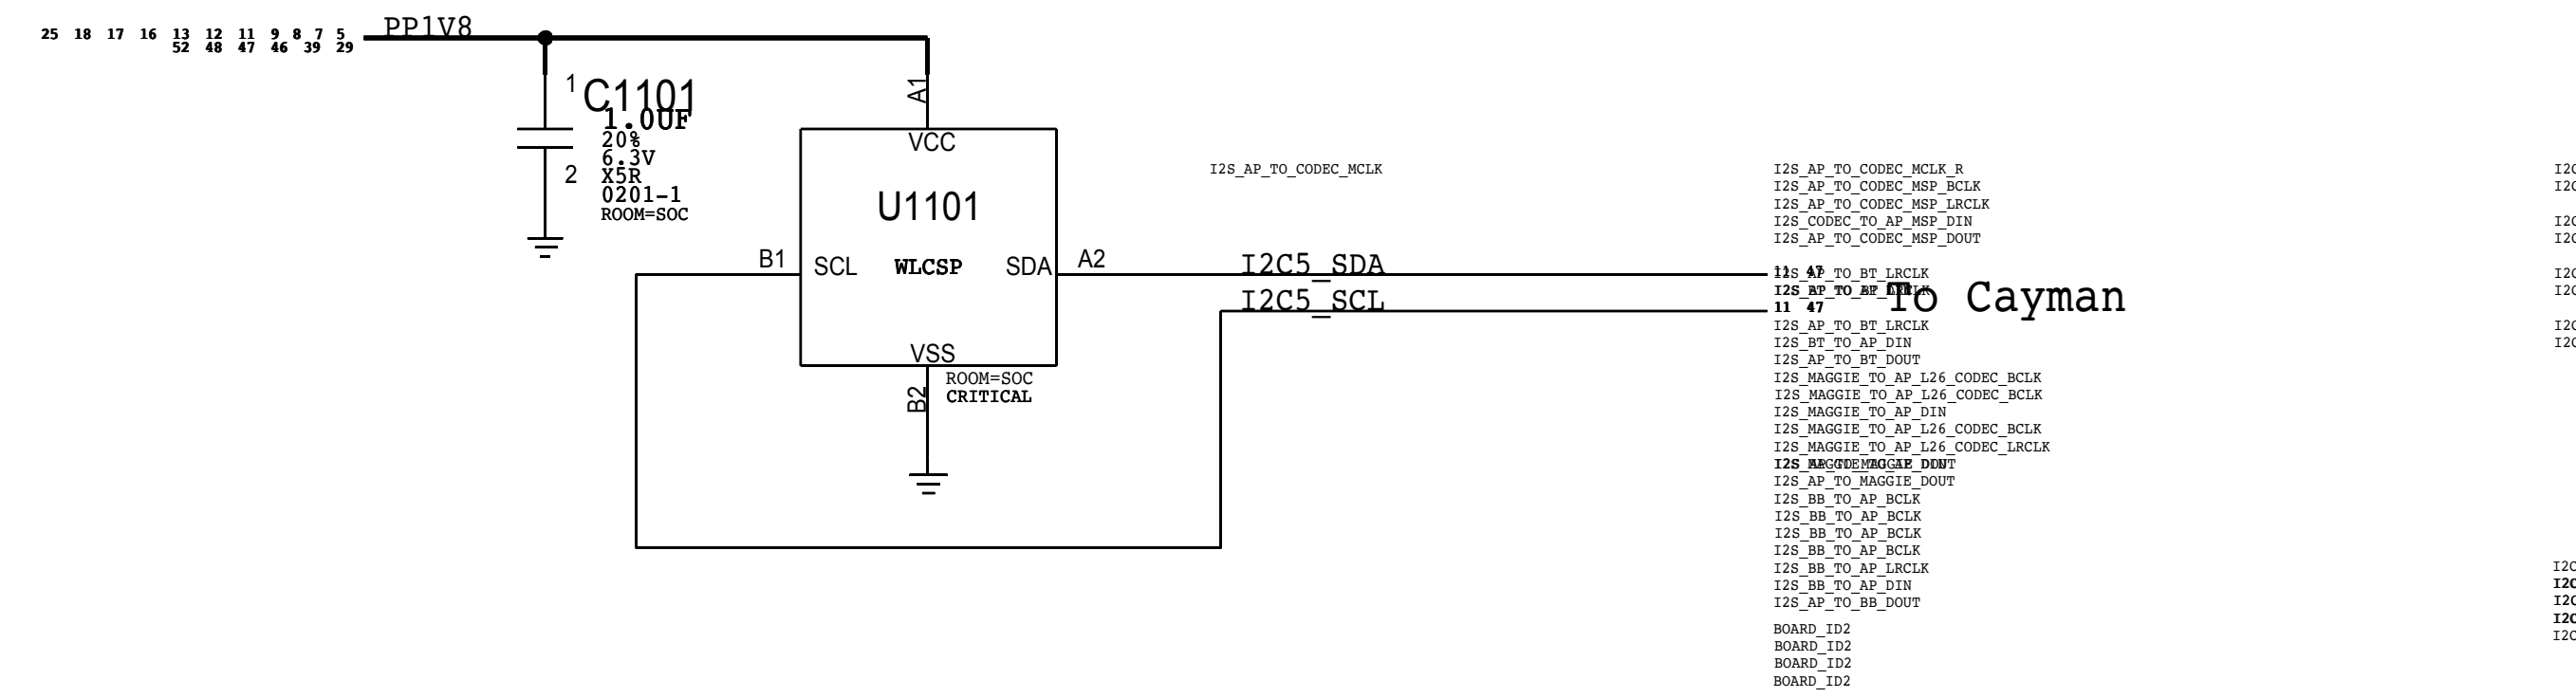 PP1V8
25 18 17 16 13 12 11 9 8 7 5
52 48 47 46 39 29
1
C1101
1.0UF
20%
6.3V
2
X5R
0201-1
ROOM=SOC
A1
VCC
U1101
B1
SCL
WLCSP
SDA
A2
VSS
B2
ROOM=SOC
CRITICAL
I2S_AP_TO_CODEC_MCLK
I2C5_SDA
I2C5_SCL
I2S_AP_TO_CODEC_MCLK_R
I2S_AP_TO_CODEC_MSP_BCLK
I2S_AP_TO_CODEC_MSP_LRCLK
I2S_CODEC_TO_AP_MSP_DIN
I2S_AP_TO_CODEC_MSP_DOUT
11 47
I2S_AP_TO_BT_LRCLK
To Cayman
11 47
I2S_AP_TO_BT_LRCLK
I2S_BT_TO_AP_DIN
I2S_AP_TO_BT_DOUT
I2S_MAGGIE_TO_AP_L26_CODEC_BCLK
I2S_MAGGIE_TO_AP_L26_CODEC_BCLK
I2S_MAGGIE_TO_AP_DIN
I2S_MAGGIE_TO_AP_L26_CODEC_BCLK
I2S_MAGGIE_TO_AP_L26_CODEC_LRCLK
I2S_AP_TO_MAGGIE_DOUT
I2S_BB_TO_AP_BCLK
I2S_BB_TO_AP_BCLK
I2S_BB_TO_AP_BCLK
I2S_BB_TO_AP_BCLK
I2S_BB_TO_AP_LRCLK
I2S_BB_TO_AP_DIN
I2S_AP_TO_BB_DOUT
BOARD_ID2
BOARD_ID2
BOARD_ID2
BOARD_ID2